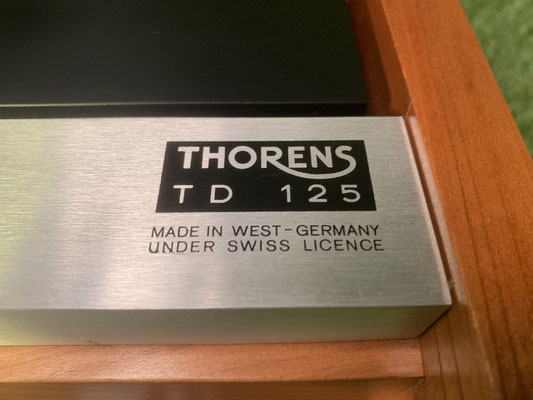 THORENS
TD 125
MADE IN WEST-GERMANY
UNDER SWISS LICENCE